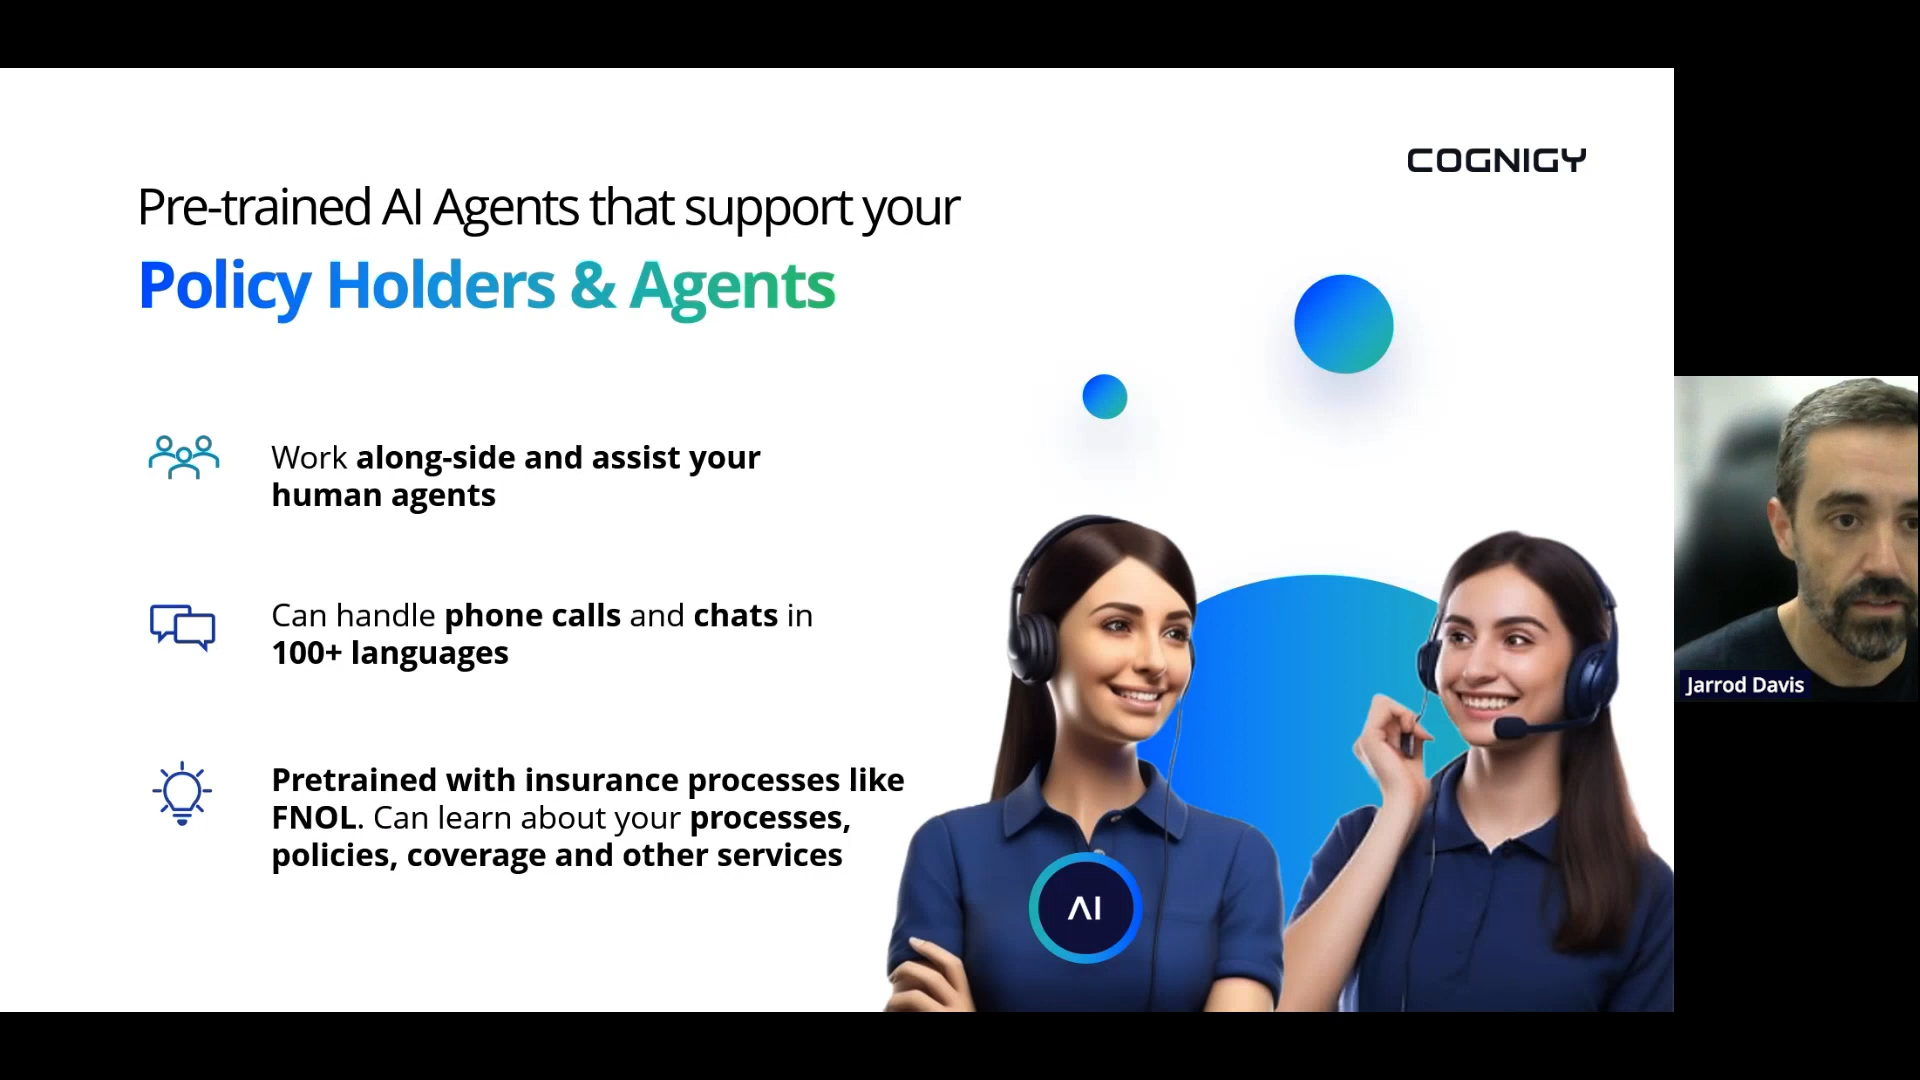 COGNIGY
Pre-trained AI Agents that support your
Policy Holders & Agents
Work along-side and assist your
human agents
Can handle phone calls and chats in
100+ languages
Pretrained with insurance processes like
FNOL. Can learn about your processes,
policies, coverage and other services
AI
Jarrod Davis